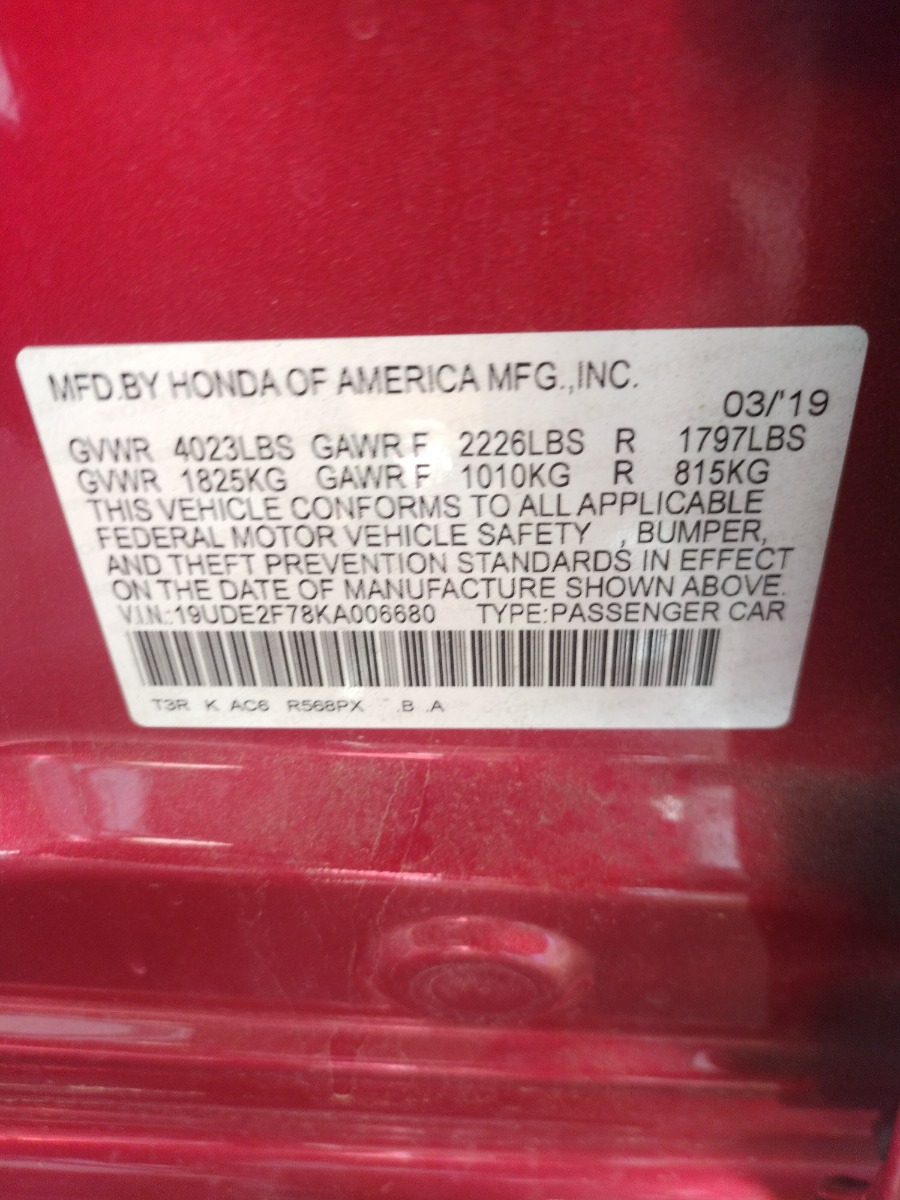 MFD.BY HONDA OF AMERICA MFG.,INC.
03/'19
GVWR 4023LBS GAWR F 2226LBS R 1797LBS
GVWR 1825KG GAWR F 1010KG R 815KG
THIS VEHICLE CONFORMS TO ALL APPLICABLE
FEDERAL MOTOR VEHICLE SAFETY , BUMPER,
AND THEFT PREVENTION STANDARDS IN EFFECT
ON THE DATE OF MANUFACTURE SHOWN ABOVE.
V.I.N.:19UDE2F78KA006680 TYPE:PASSENGER CAR
T3R K AC6 R568PX .B .A